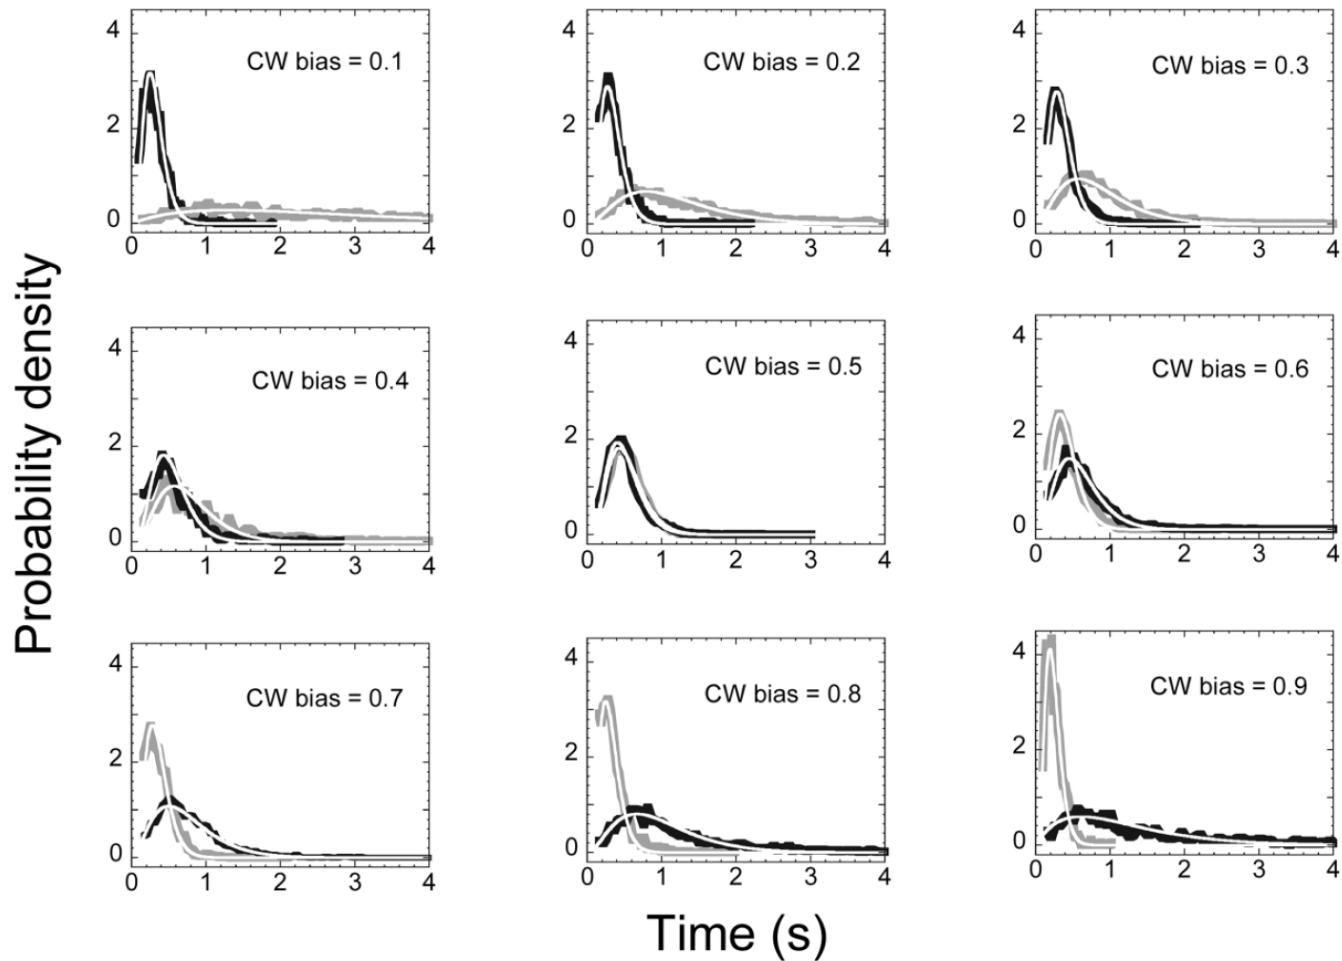 Probability density
4
2
0
0 1 2 3 4
CW bias = 0.1
4
2
0
0 1 2 3 4
CW bias = 0.2
4
2
0
0 1 2 3 4
CW bias = 0.3
4
2
0
0 1 2 3 4
CW bias = 0.4
4
2
0
0 1 2 3 4
CW bias = 0.5
4
2
0
0 1 2 3 4
CW bias = 0.6
4
2
0
0 1 2 3 4
CW bias = 0.7
4
2
0
0 1 2 3 4
CW bias = 0.8
4
2
0
0 1 2 3 4
CW bias = 0.9
Time (s)